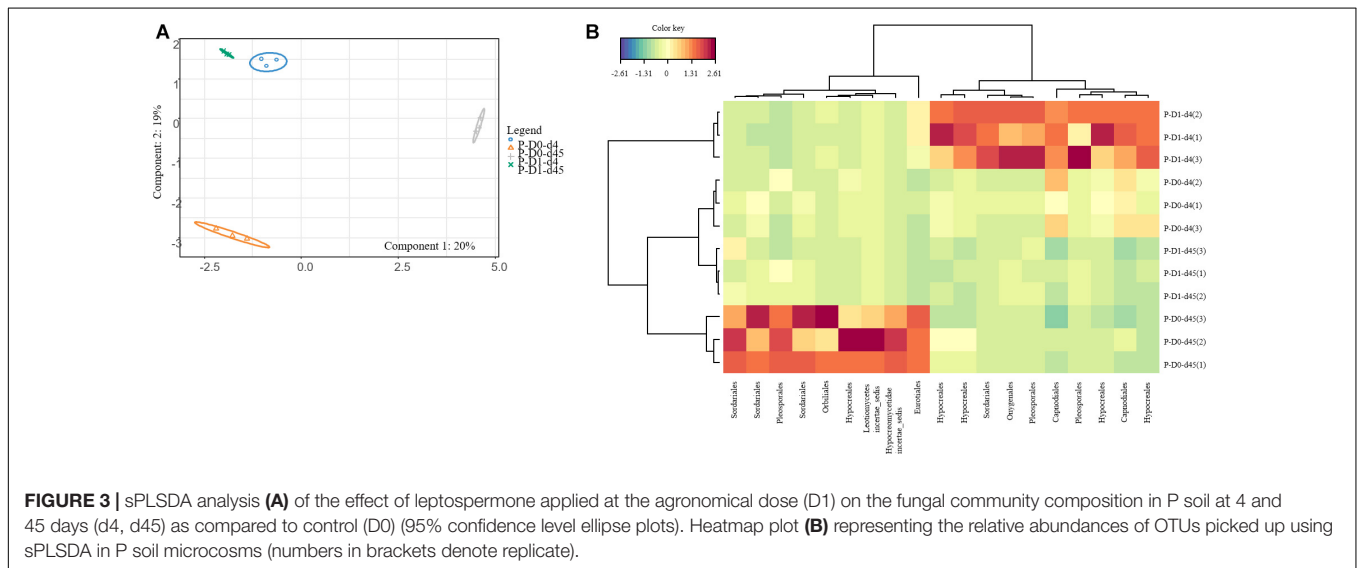 A
2
1
0
-1
-2
-3
Component: 2: 19%
-2.5
0.0
2.5
5.0
Component 1: 20%
Legend
P-D0-d4
P-D0-d45
P-D1-d4
P-D1-d45
B
Color key
-2.61 -1.31 0 1.31 2.61
P-D1-d4(2)
P-D1-d4(1)
P-D1-d4(3)
P-D0-d4(2)
P-D0-d4(1)
P-D0-d4(3)
P-D1-d45(3)
P-D1-d45(1)
P-D1-d45(2)
P-D0-d45(3)
P-D0-d45(2)
P-D0-d45(1)
Sordariales
Sordariales
Pleosporales
Sordariales
Orbiliales
Hypocreales
Leotiomycetes
incertae_sedis
Hypocreomycetidae
incertae_sedis
Eurotiales
Hypocreales
Hypocreales
Sordariales
Onygenales
Pleosporales
Capnodiales
Pleosporales
Hypocreales
Capnodiales
Hypocreales
FIGURE 3 | sPLSDA analysis (A) of the effect of leptospermone applied at the agronomical dose (D1) on the fungal community composition in P soil at 4 and
45 days (d4, d45) as compared to control (D0) (95% confidence level ellipse plots). Heatmap plot (B) representing the relative abundances of OTUs picked up using
sPLSDA in P soil microcosms (numbers in brackets denote replicate).